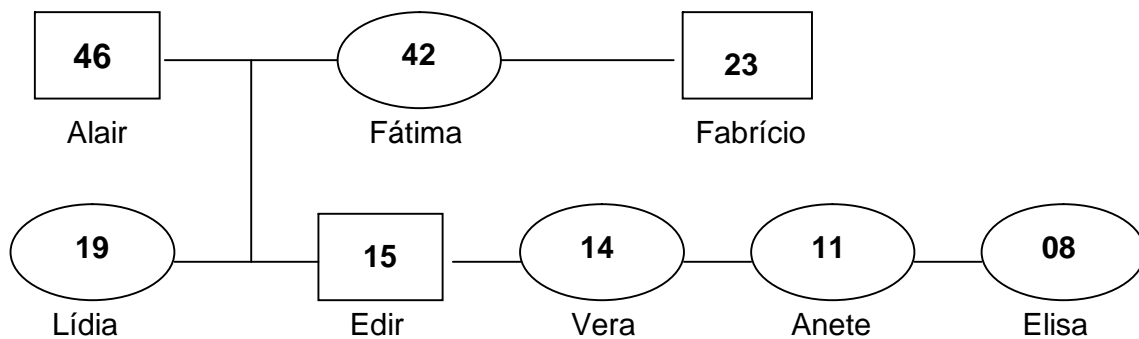 46 42 23
Alair Fátima Fabrício
19 15 14 11 08
Lídia Edir Vera Anete Elisa